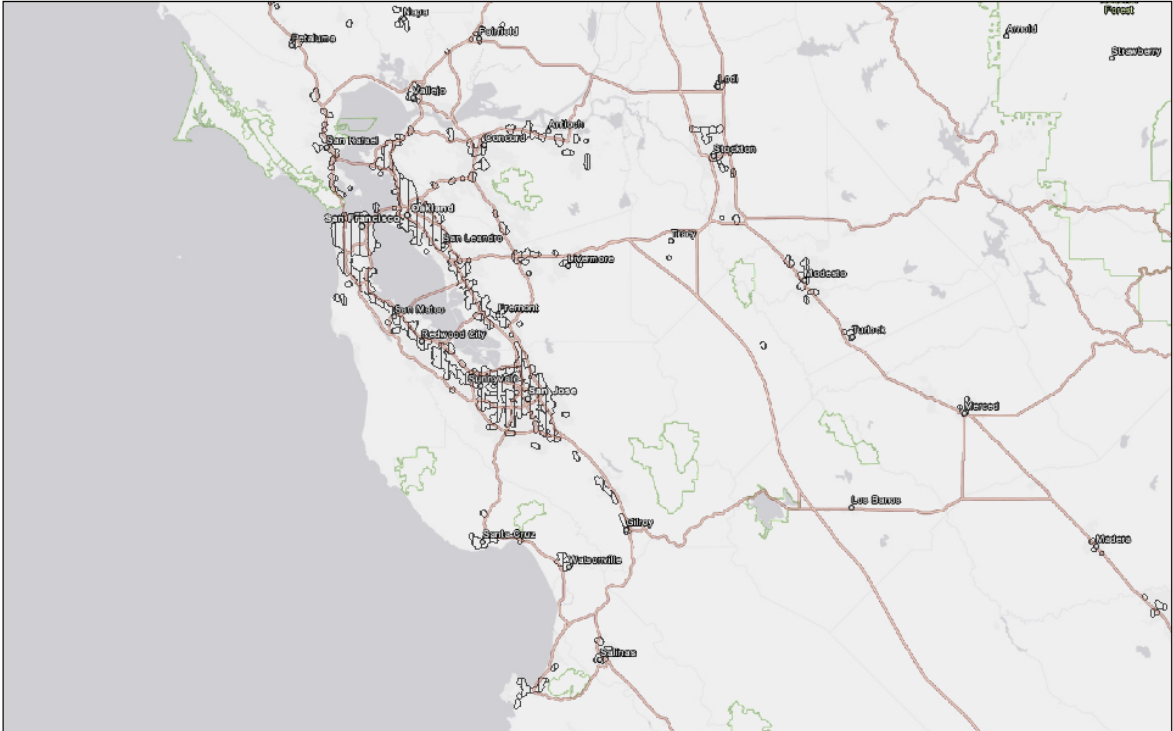 Forest
Napa
Arnold
Fairfield
Petaluma
Strawberry
Lodi
Vallejo
Antioch
San Rafael
Concord
Stockton
Oakland
San Francisco
San Leandro
Tracy
Livermore
Modesto
San Mateo
Fremont
Redwood City
Turlock
Sunnyvale
San Jose
Merced
Los Banos
Gilroy
Santa Cruz
Madera
Watsonville
Salinas